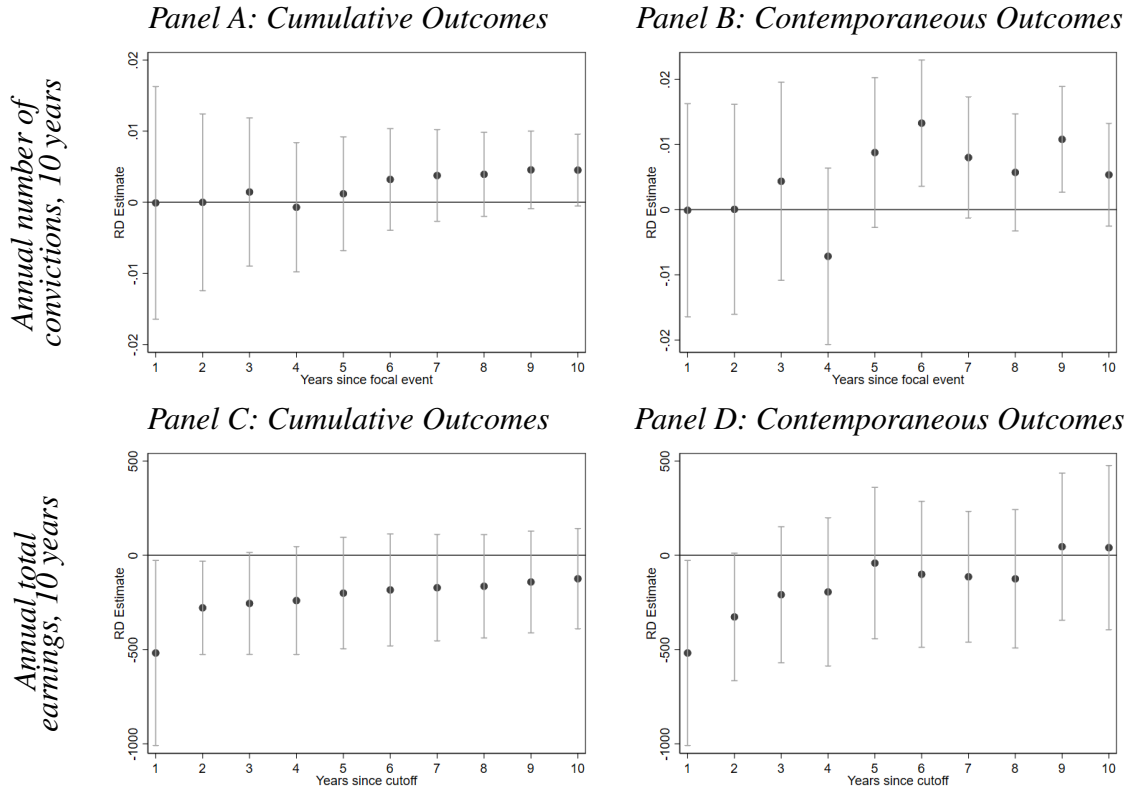 Panel A: Cumulative Outcomes
Panel B: Contemporaneous Outcomes
Annual number of
convictions, 10 years
RD Estimate
.02
.01
0
-.01
-.02
1 2 3 4 5 6 7 8 9 10
Years since focal event
RD Estimate
.02
.01
0
-.01
-.02
1 2 3 4 5 6 7 8 9 10
Years since focal event
Panel C: Cumulative Outcomes
Panel D: Contemporaneous Outcomes
Annual total
earnings, 10 years
RD Estimate
500
0
-500
-1000
1 2 3 4 5 6 7 8 9 10
Years since cutoff
RD Estimate
500
0
-500
-1000
1 2 3 4 5 6 7 8 9 10
Years since cutoff